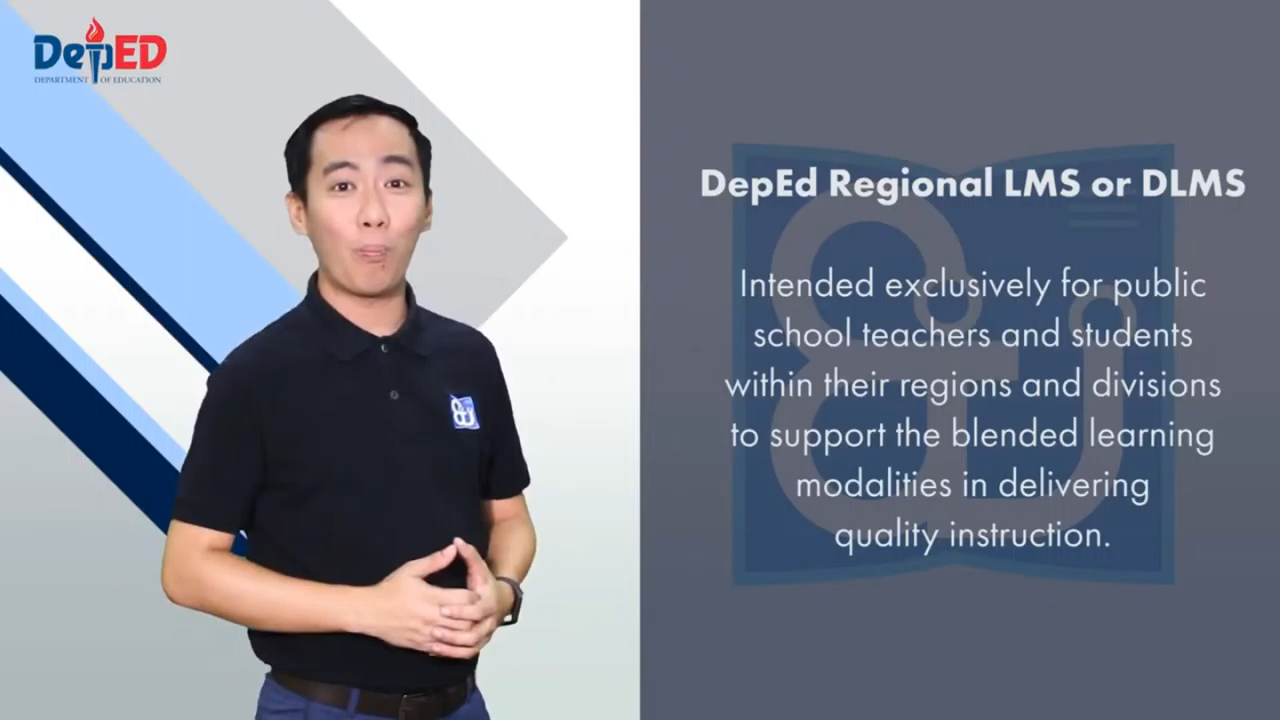 DepED
DEPARTMENT OF EDUCATION
DepEd Regional LMS or DLMS
Intended exclusively for public
school teachers and students
within their regions and divisions
to support the blended learning
modalities in delivering
quality instruction.